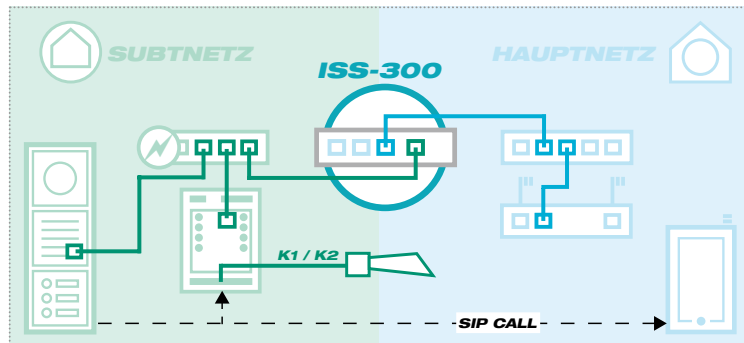 SUBTNETZ
HAUPTNETZ
ISS-300
K1 / K2
SIP CALL